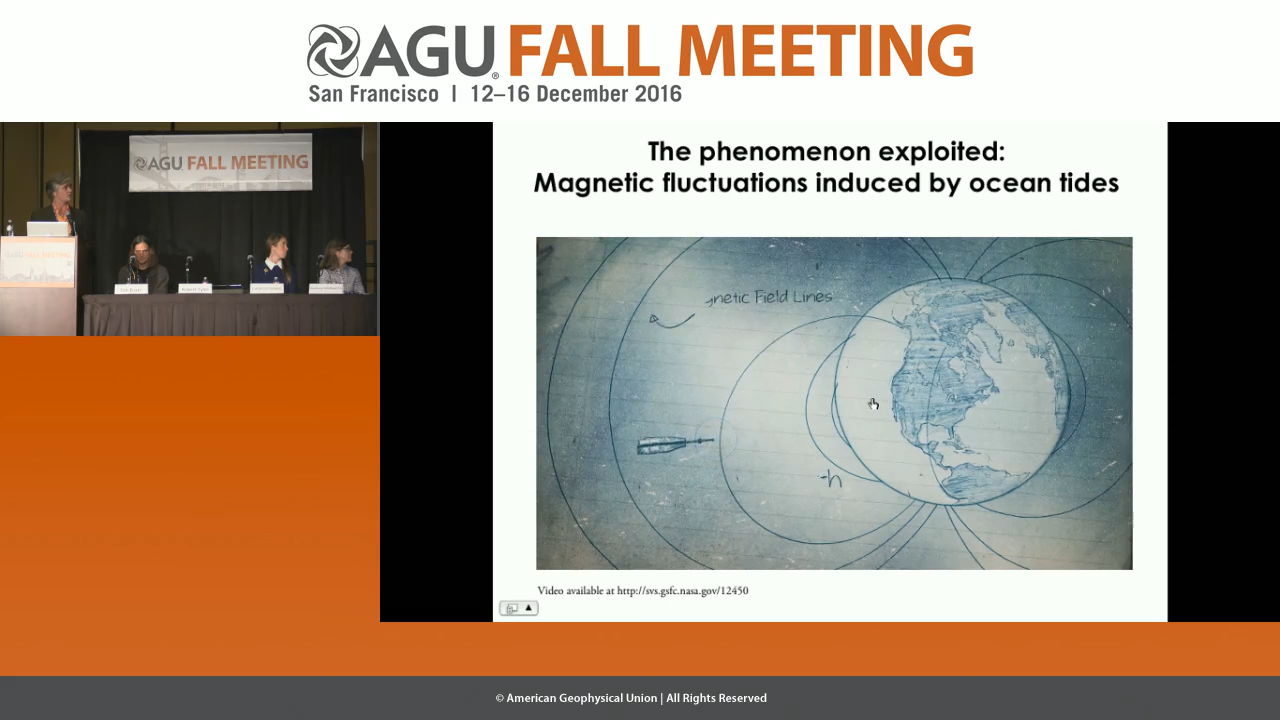 AGU® FALL MEETING
San Francisco | 12–16 December 2016
AGU FALL MEETING
FALL MEETING
The phenomenon exploited:
Magnetic fluctuations induced by ocean tides
Field Lines
Video available at http://svs.gsfc.nasa.gov/12450
© American Geophysical Union | All Rights Reserved